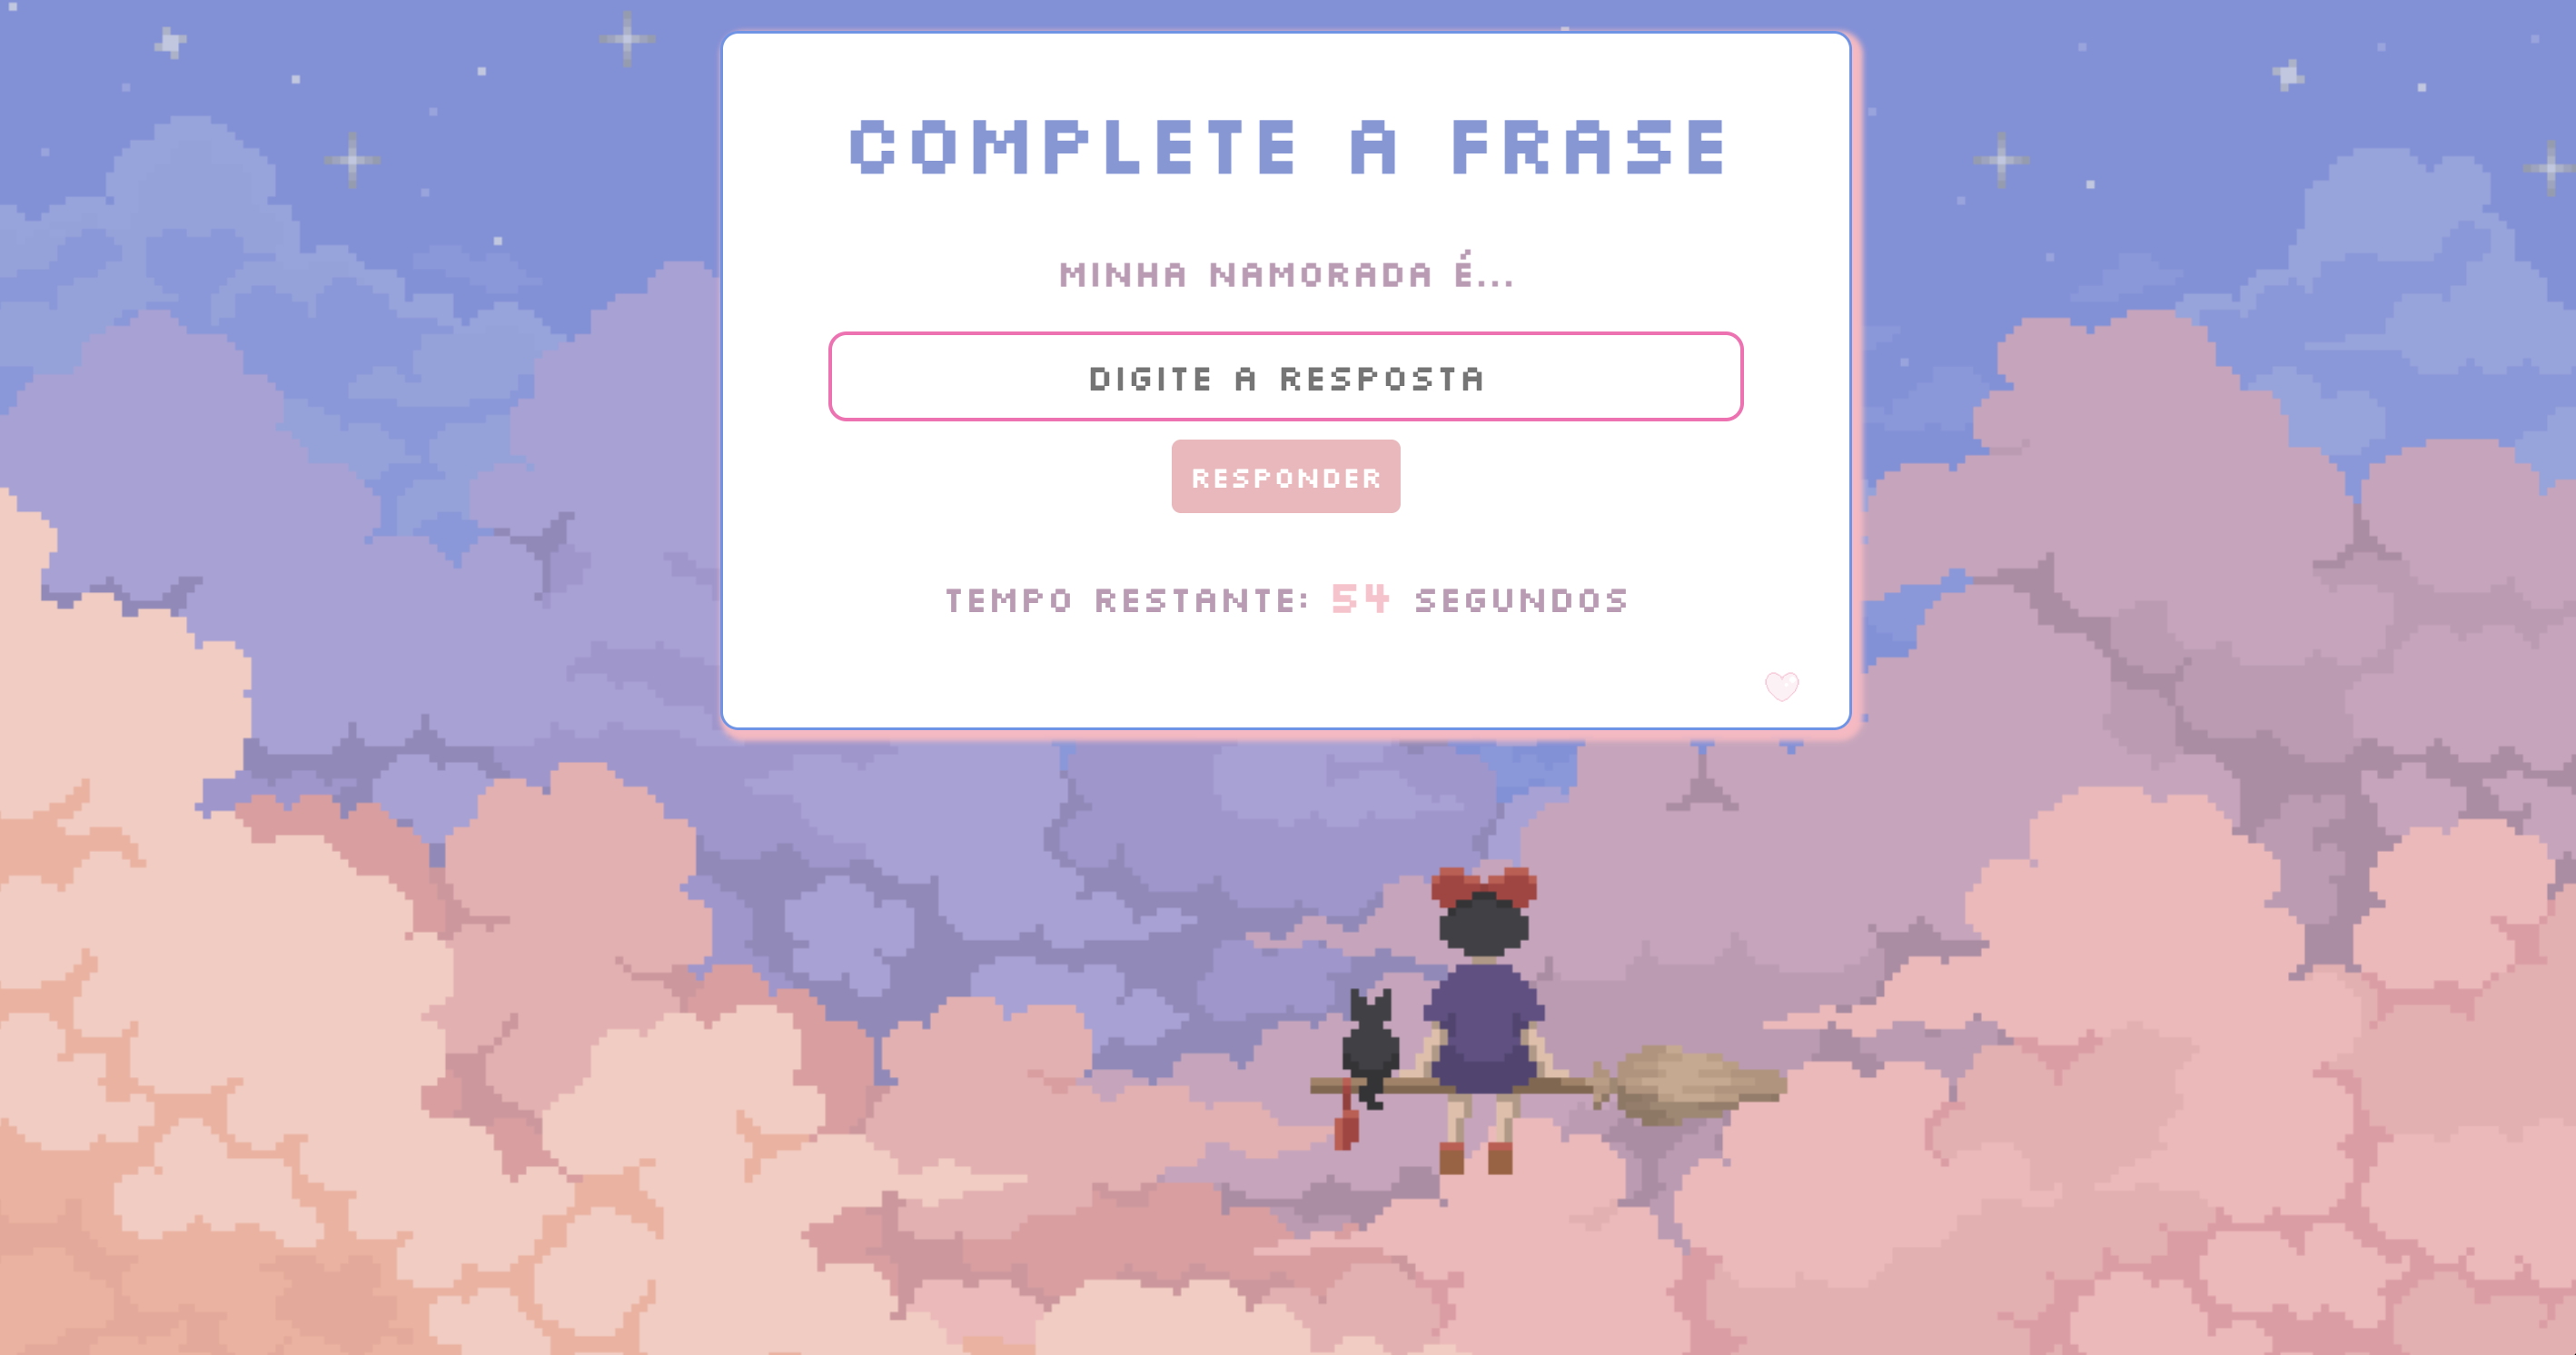 COMPLETE A FRASE
MINHA NAMORADA É...
DIGITE A RESPOSTA
RESPONDER
TEMPO RESTANTE: 54 SEGUNDOS